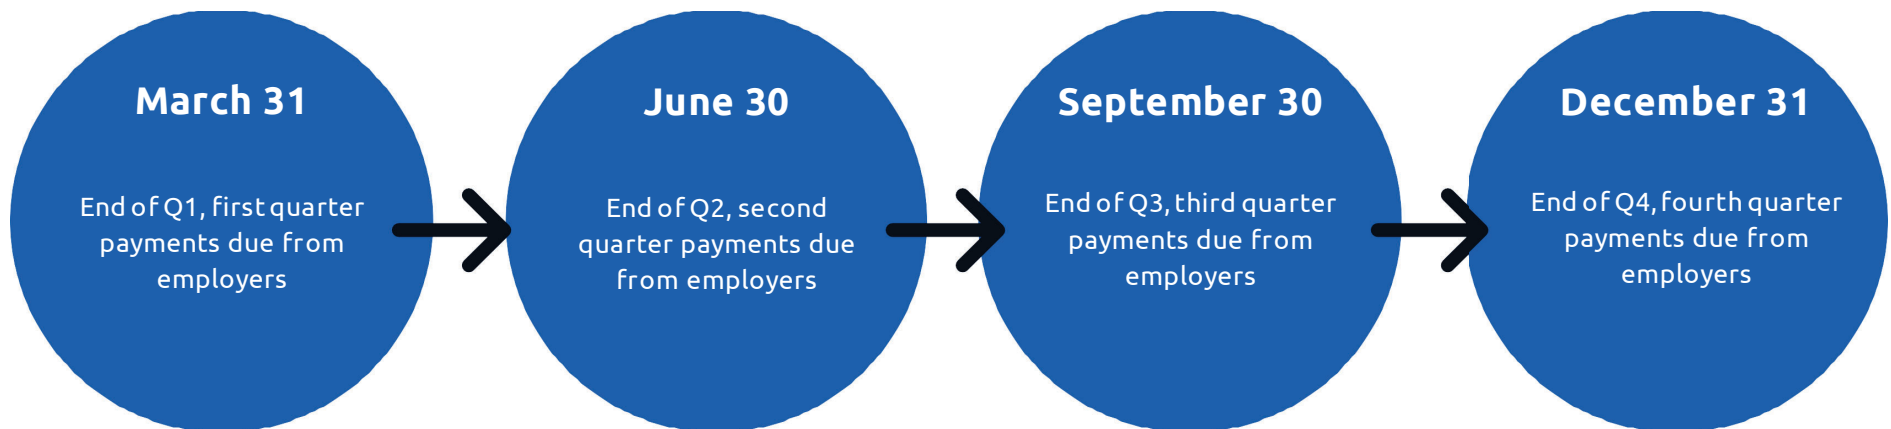 March 31
End of Q1, first quarter
payments due from
employers
June 30
End of Q2, second
quarter payments due
from employers
September 30
End of Q3, third quarter
payments due from
employers
December 31
End of Q4, fourth quarter
payments due from
employers